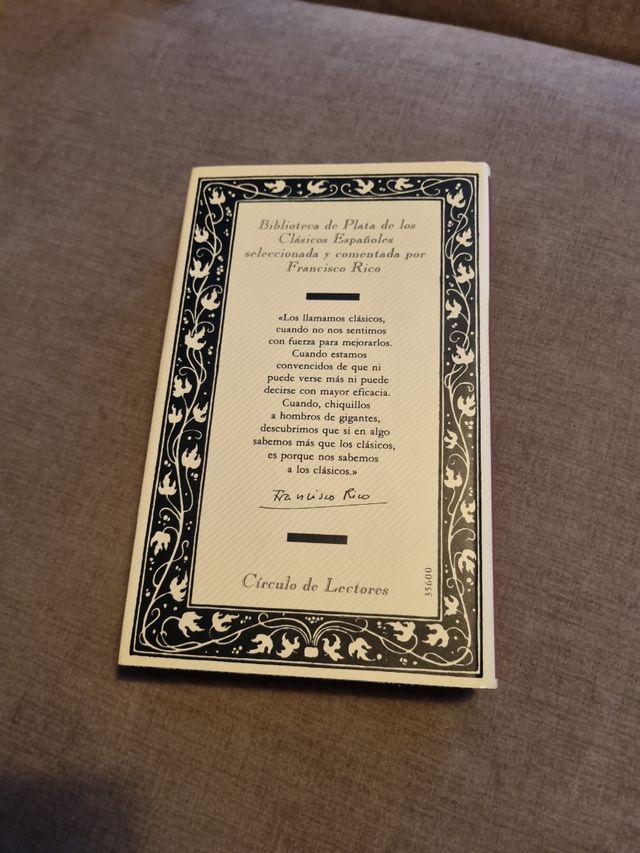 Biblioteca de Plata de los
Clásicos Españoles
seleccionada y comentada por
Francisco Rico
«Los llamamos clásicos,
cuando no nos sentimos
con fuerza para mejorarlos.
Cuando estamos
convencidos de que ni
puede verse más ni puede
decirse con mayor eficacia.
Cuando, chiquillos
a hombros de gigantes,
descubrimos que si en algo
sabemos más que los clásicos,
es porque nos sabemos
a los clásicos.»
Francisco Rico
Círculo de Lectores
35600